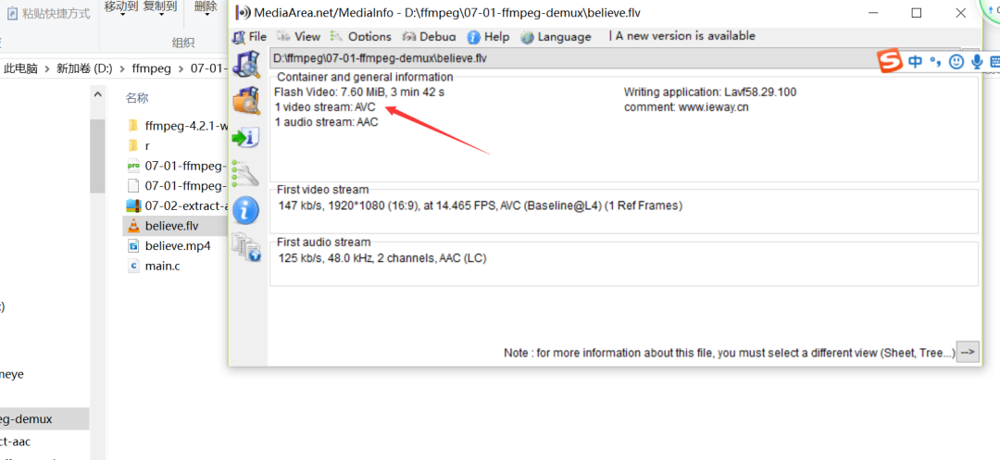 粘贴快捷方式
移动到 复制到
删除
组织
此电脑 > 新加卷 (D:) > ffmpeg > 07-01-
名称
ffmpeg-4.2.1-w
r
07-01-ffmpeg-
07-01-ffmpeg-
07-02-extract-a
believe.flv
believe.mp4
main.c
neye
eg-demux
ct-aac
MediaArea.net/MediaInfo - D:\ffmpeg\07-01-ffmpeg-demux\believe.flv
File View Options Debug Help Language | A new version is available
D:\ffmpeg\07-01-ffmpeg-demux\believe.flv
中
Container and general information
Flash Video: 7.60 MiB, 3 min 42 s
1 video stream: AVC
1 audio stream: AAC
Writing application: Lavf58.29.100
comment: www.ieway.cn
First video stream
147 kb/s, 1920*1080 (16:9), at 14.465 FPS, AVC (Baseline@L4) (1 Ref Frames)
First audio stream
125 kb/s, 48.0 kHz, 2 channels, AAC (LC)
Note : for more information about this file, you must select a different view (Sheet, Tree...)
-->